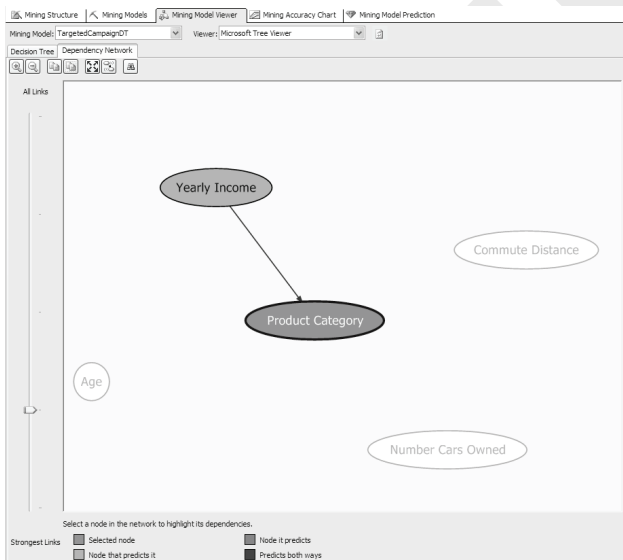 Mining Structure Mining Models Mining Model Viewer Mining Accuracy Chart Mining Model Prediction
Mining Model: TargetedCampaignDT Viewer: Microsoft Tree Viewer
Decision Tree Dependency Network
All Links
Yearly Income
Commute Distance
Product Category
Age
Number Cars Owned
Select a node in the network to highlight its dependencies.
Strongest Links Selected node Node it predicts
Node that predicts it Predicts both ways